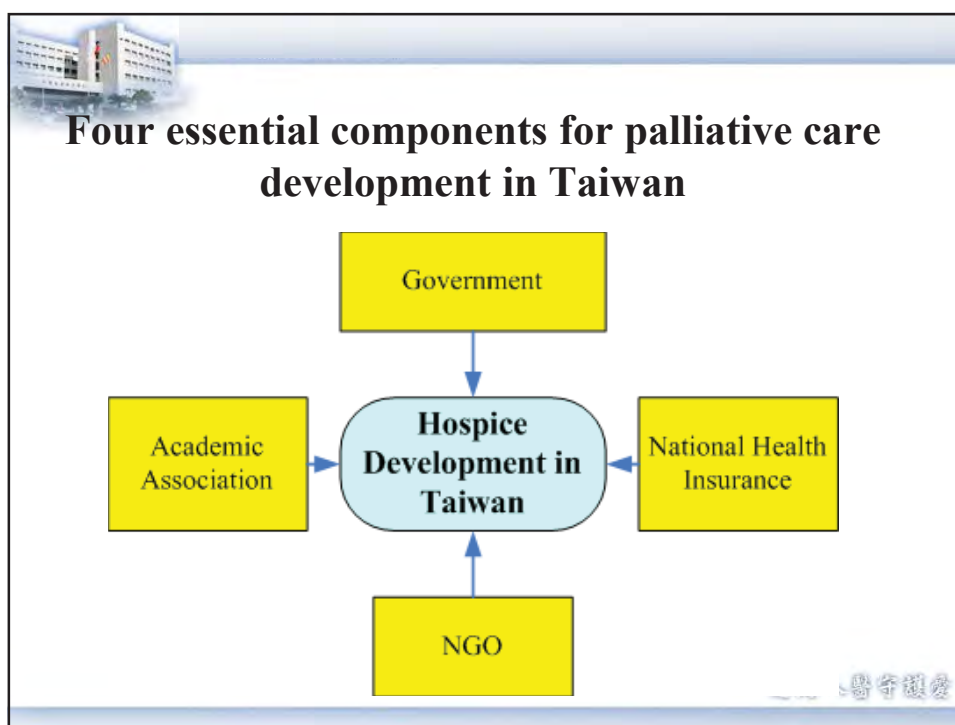 Four essential components for palliative care
development in Taiwan
Government
Academic
Association
Hospice
Development in
Taiwan
National Health
Insurance
NGO
醫守護愛